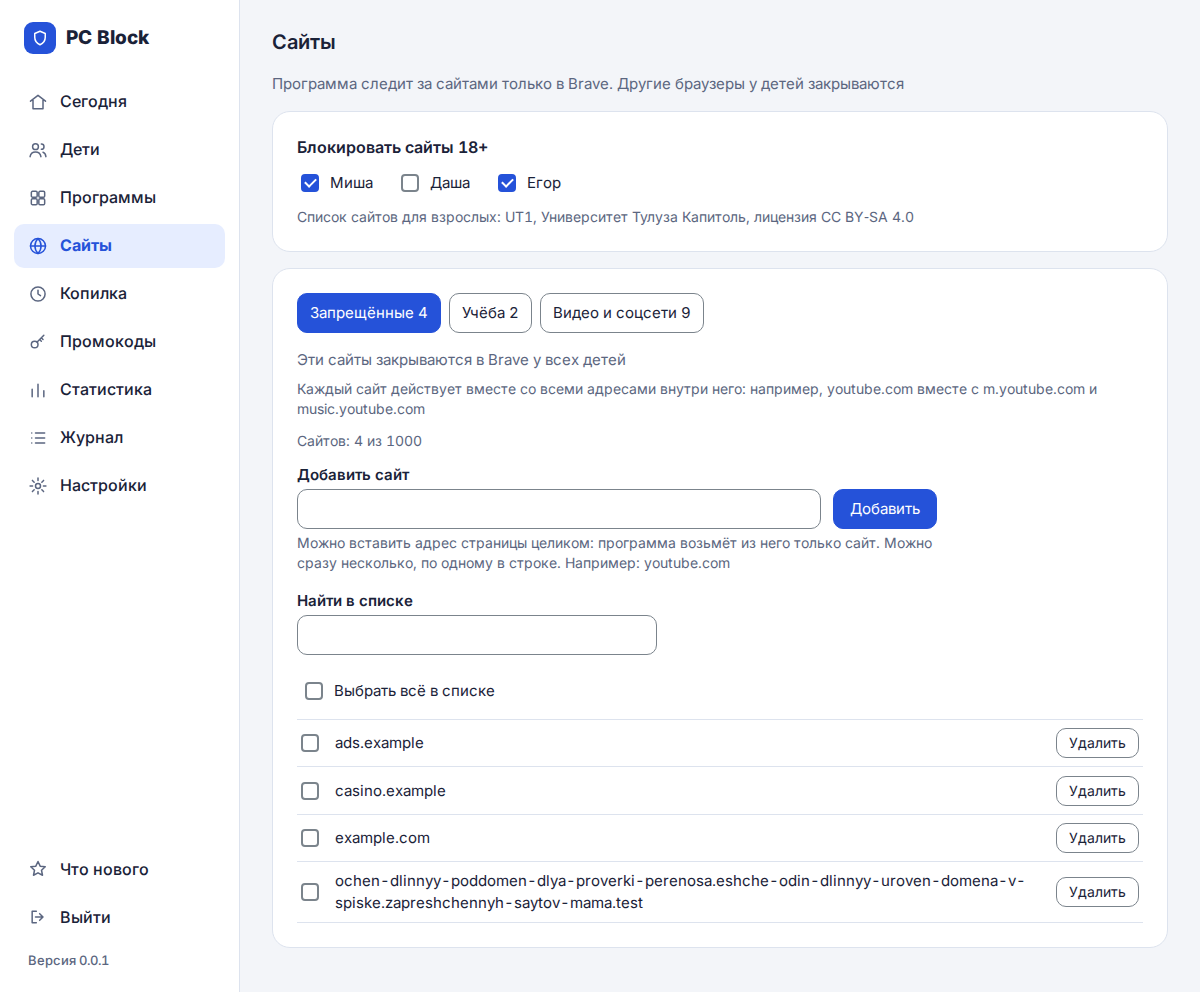 PC Block
Сегодня
Дети
Программы
Сайты
Копилка
Промокоды
Статистика
Журнал
Настройки
Что нового
Выйти
Версия 0.0.1
Сайты
Программа следит за сайтами только в Brave. Другие браузеры у детей закрываются
Блокировать сайты 18+
Миша
Даша
Егор
Список сайтов для взрослых: UT1, Университет Тулуза Капитоль, лицензия CC BY-SA 4.0
Запрещённые 4
Учёба 2
Видео и соцсети 9
Эти сайты закрываются в Brave у всех детей
Каждый сайт действует вместе со всеми адресами внутри него: например, youtube.com вместе с m.youtube.com и
music.youtube.com
Сайтов: 4 из 1000
Добавить сайт
Добавить
Можно вставить адрес страницы целиком: программа возьмёт из него только сайт. Можно
сразу несколько, по одному в строке. Например: youtube.com
Найти в списке
Выбрать всё в списке
ads.example
Удалить
casino.example
Удалить
example.com
Удалить
ochen-dlinnyy-poddomen-dlya-proverki-perenosa.eshche-odin-dlinnyy-uroven-domena-v-
spiske.zapreshchennyh-saytov-mama.test
Удалить